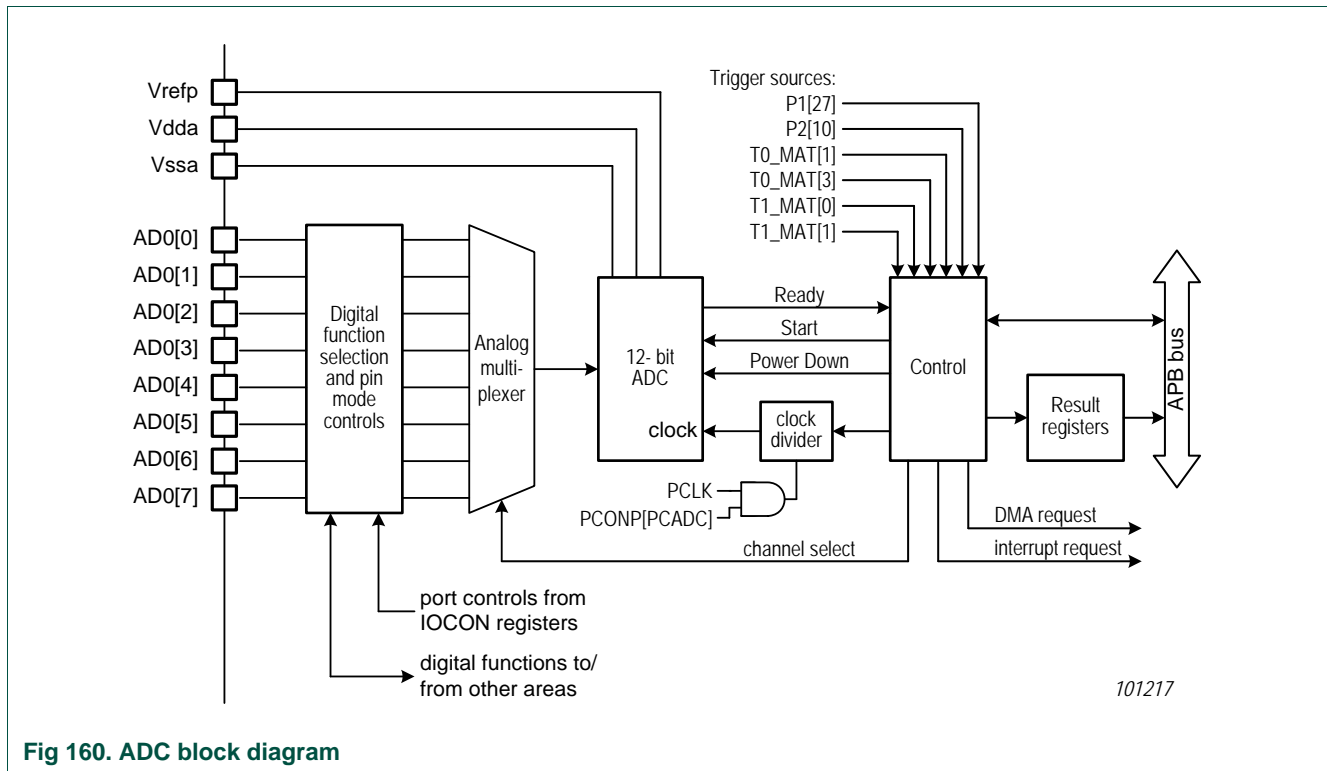 Vrefp
Vdda
Vssa
AD0[0]
AD0[1]
AD0[2]
AD0[3]
AD0[4]
AD0[5]
AD0[6]
AD0[7]
Digital
function
selection
and pin
mode
controls
Analog
multi-
plexer
12- bit
ADC
clock
Trigger sources:
P1[27]
P2[10]
T0_MAT[1]
T0_MAT[3]
T1_MAT[0]
T1_MAT[1]
Ready
Start
Power Down
clock
divider
Control
Result
registers
APB bus
PCLK
PCONP[PCADC]
channel select
DMA request
interrupt request
port controls from
IOCON registers
digital functions to/
from other areas
101217
Fig 160. ADC block diagram